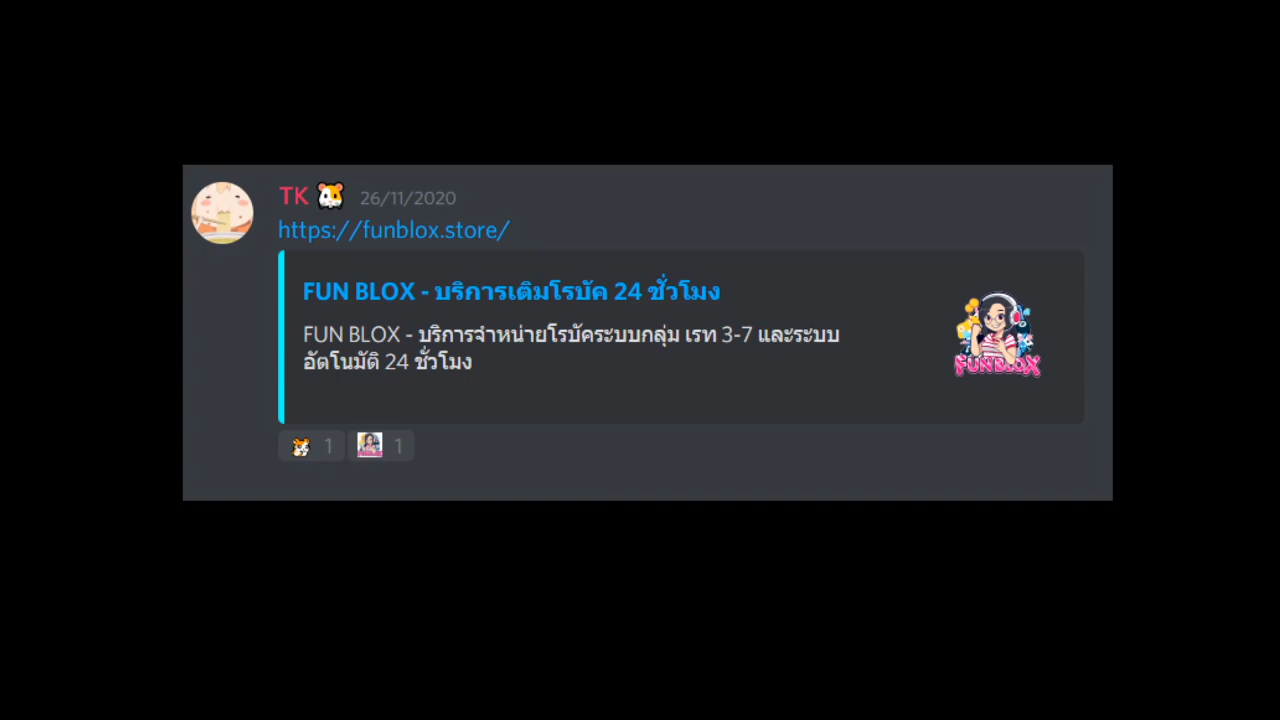 TK 26/11/2020
https://funblox.store/
FUN BLOX - บริการเติมโรบัค 24 ชั่วโมง
FUN BLOX - บริการจำหน่ายโรบัคระบบกลุ่ม เรท 3-7 และระบบ
อัตโนมัติ 24 ชั่วโมง
FUNBLOX
1 1